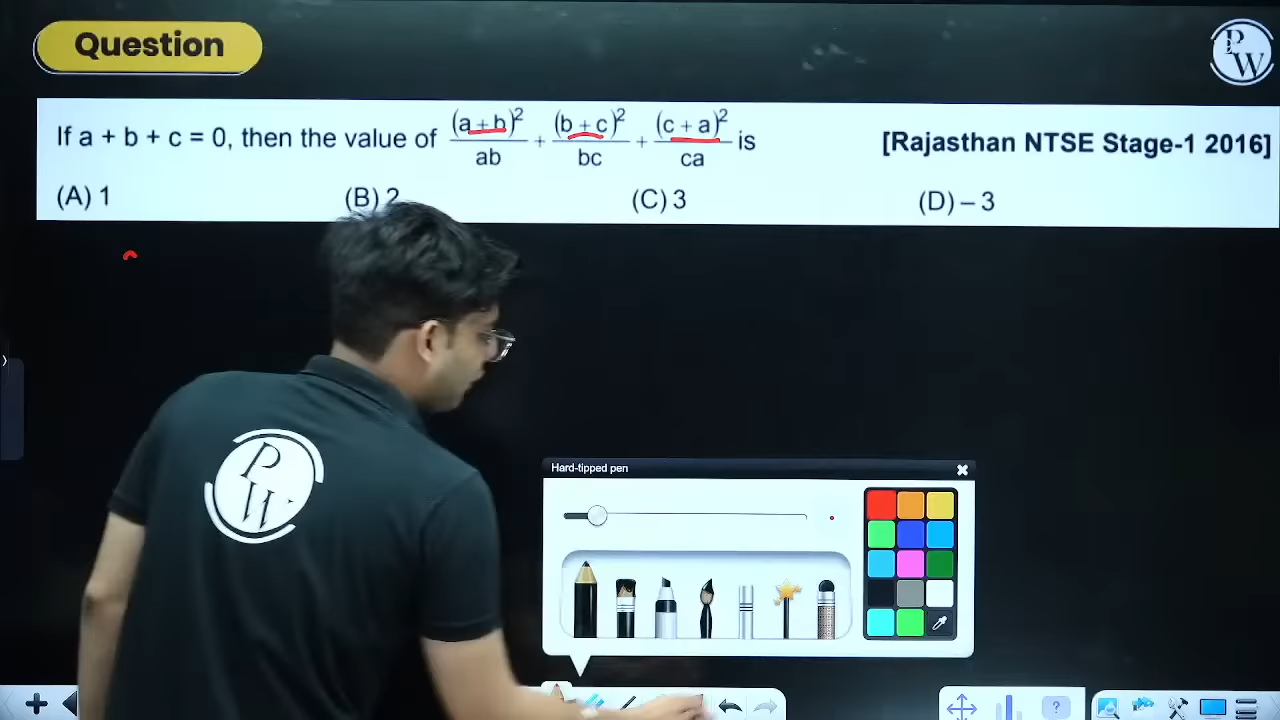 Question
P W
If a + b + c = 0, then the value of (a + b)²/ab + (b + c)²/bc + (c + a)²/ca is [Rajasthan NTSE Stage-1 2016]
(A) 1 (B) 2 (C) 3 (D) – 3
P W
Hard-tipped pen